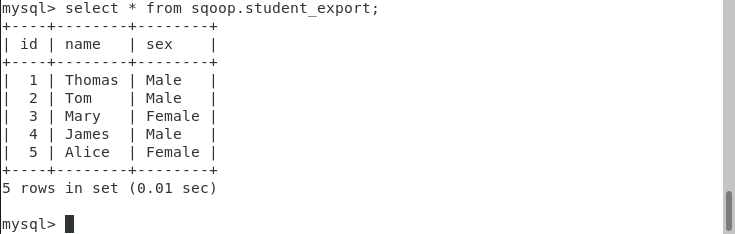 mysql> select * from sqoop.student_export;
+----+--------+--------+
| id | name   | sex    |
+----+--------+--------+
|  1 | Thomas | Male   |
|  2 | Tom    | Male   |
|  3 | Mary   | Female |
|  4 | James  | Male   |
|  5 | Alice  | Female |
+----+--------+--------+
5 rows in set (0.01 sec)
mysql>